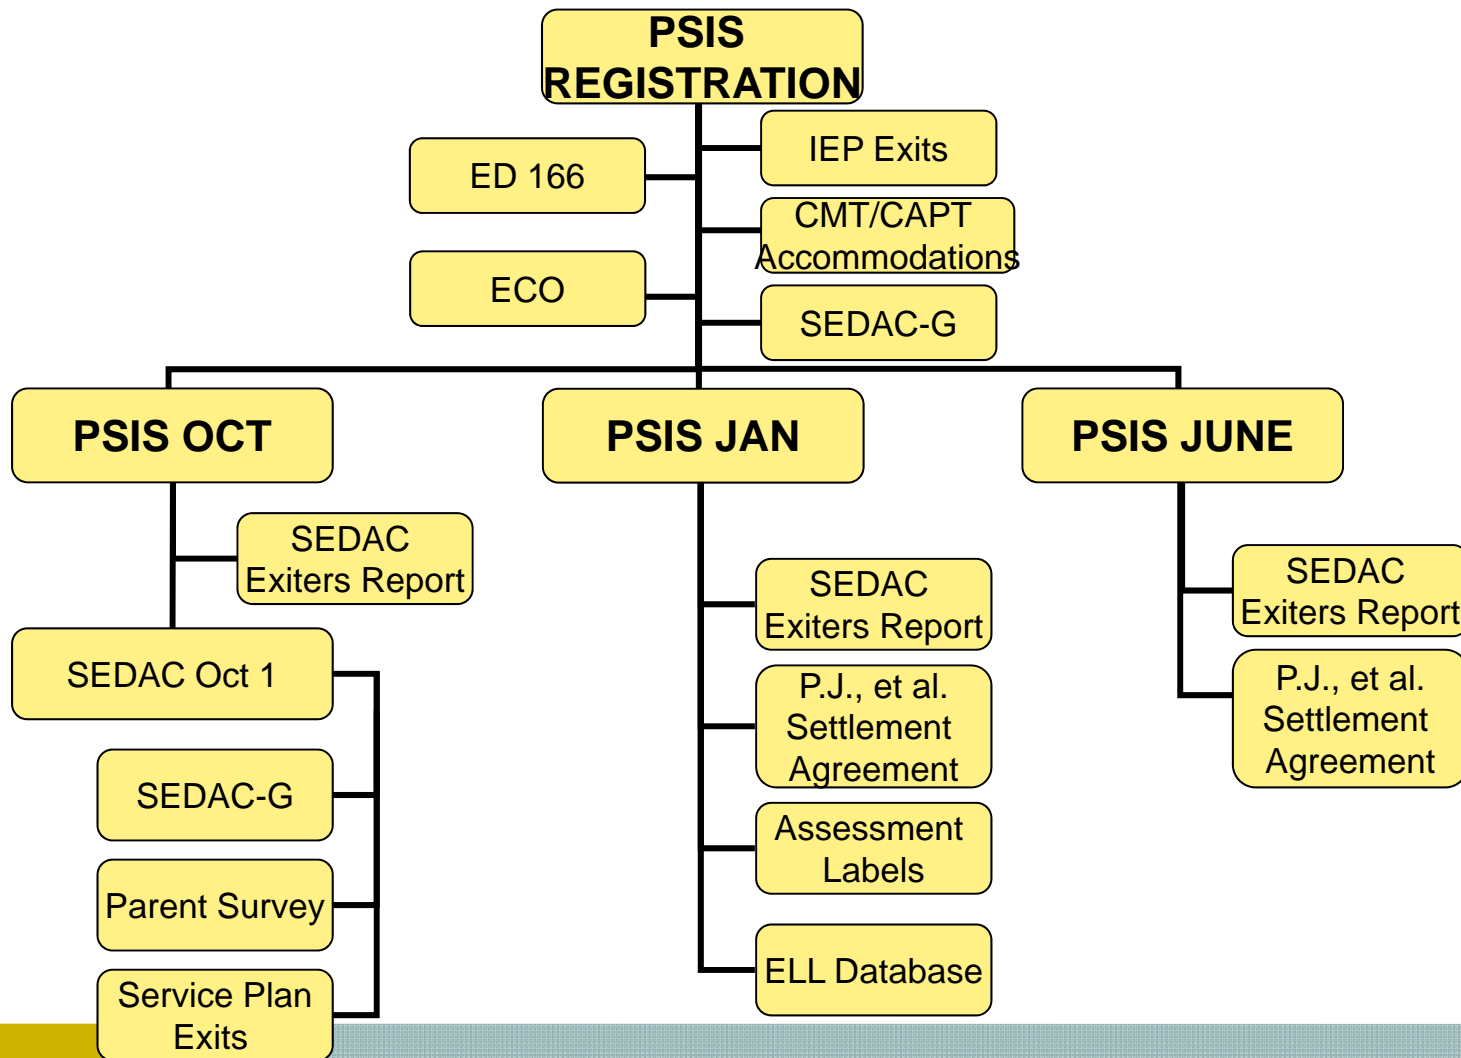 PSIS
REGISTRATION
ED 166
IEP Exits
CMT/CAPT
Accommodations
ECO
SEDAC-G
PSIS OCT
PSIS JAN
PSIS JUNE
SEDAC
Exiters Report
SEDAC Oct 1
SEDAC-G
Parent Survey
Service Plan
Exits
SEDAC
Exiters Report
P.J., et al.
Settlement
Agreement
Assessment
Labels
ELL Database
SEDAC
Exiters Report
P.J., et al.
Settlement
Agreement